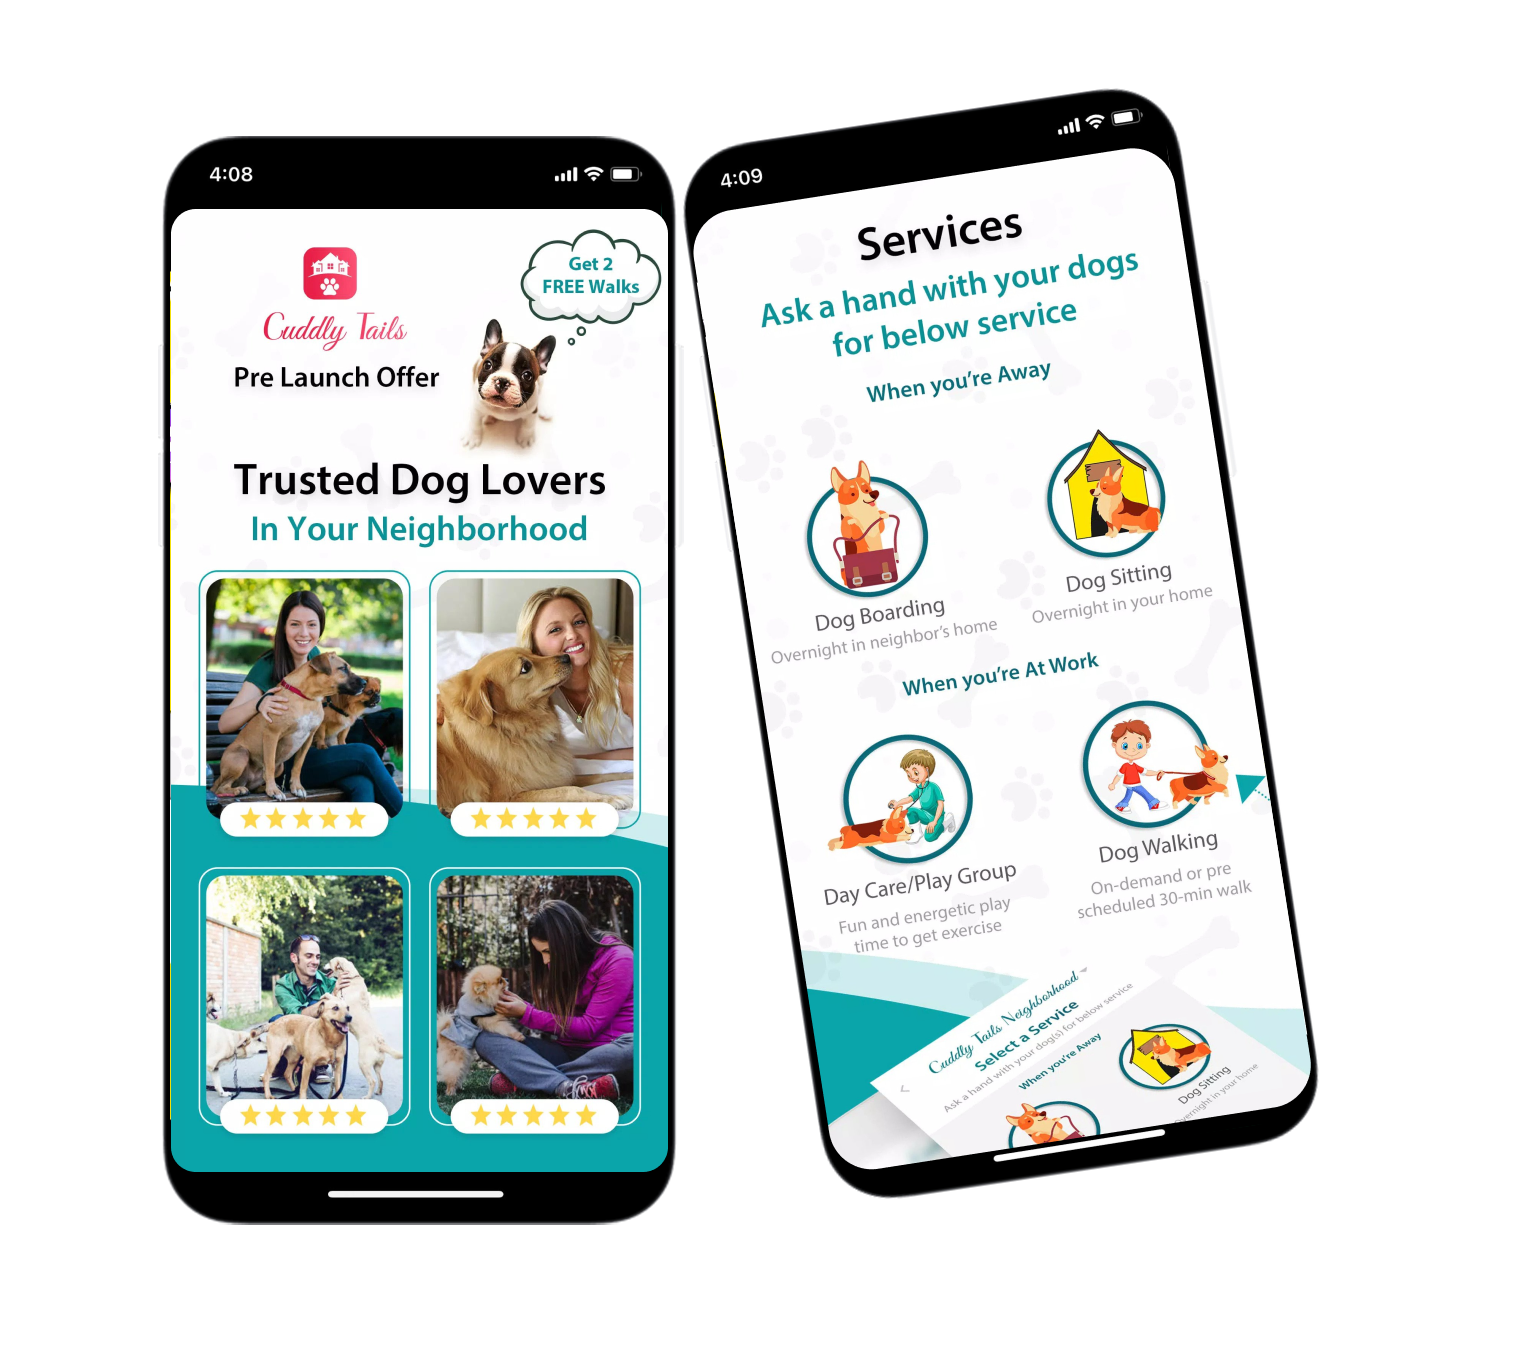 4:08
Get 2
FREE Walks
Cuddly Tails
Pre Launch Offer
Trusted Dog Lovers
In Your Neighborhood
4:09
Services
Ask a hand with your dogs
for below service
When you're Away
Dog Boarding
Overnight in neighbor's home
Dog Sitting
Overnight in your home
When you're At Work
Day Care/Play Group
Fun and energetic play
time to get exercise
Dog Walking
On-demand or pre
scheduled 30-min walk
Cuddly Tails Neighborhood
Select a Service
Ask a hand with your dog(s) for below service
When you're Away
Dog Sitting
Overnight in your home